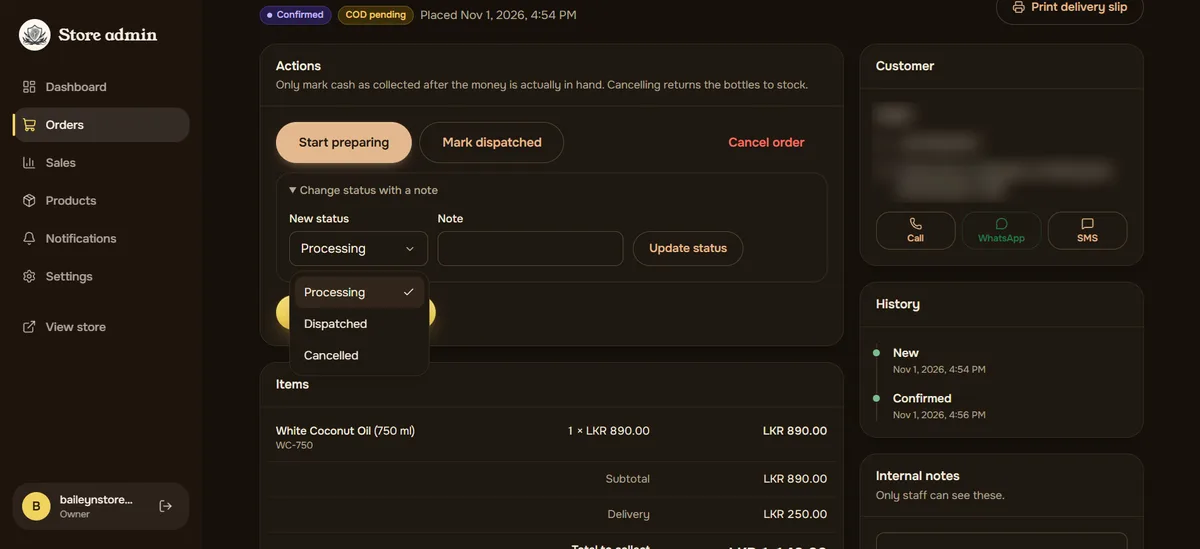 Confirmed
COD pending
Placed Nov 1, 2026, 4:54 PM
Print delivery slip
Store admin
Dashboard
Orders
Sales
Products
Notifications
Settings
View store
baileynstore...
Owner
B
Actions
Only mark cash as collected after the money is actually in hand. Cancelling returns the bottles to stock.
Start preparing
Mark dispatched
Cancel order
Change status with a note
New status
Note
Processing
Update status
Processing
Dispatched
Cancelled
Items
White Coconut Oil (750 ml)
1 × LKR 890.00
LKR 890.00
WC-750
Subtotal
LKR 890.00
Delivery
LKR 250.00
Total to collect
Customer
Call
WhatsApp
SMS
History
New
Nov 1, 2026, 4:54 PM
Confirmed
Nov 1, 2026, 4:56 PM
Internal notes
Only staff can see these.